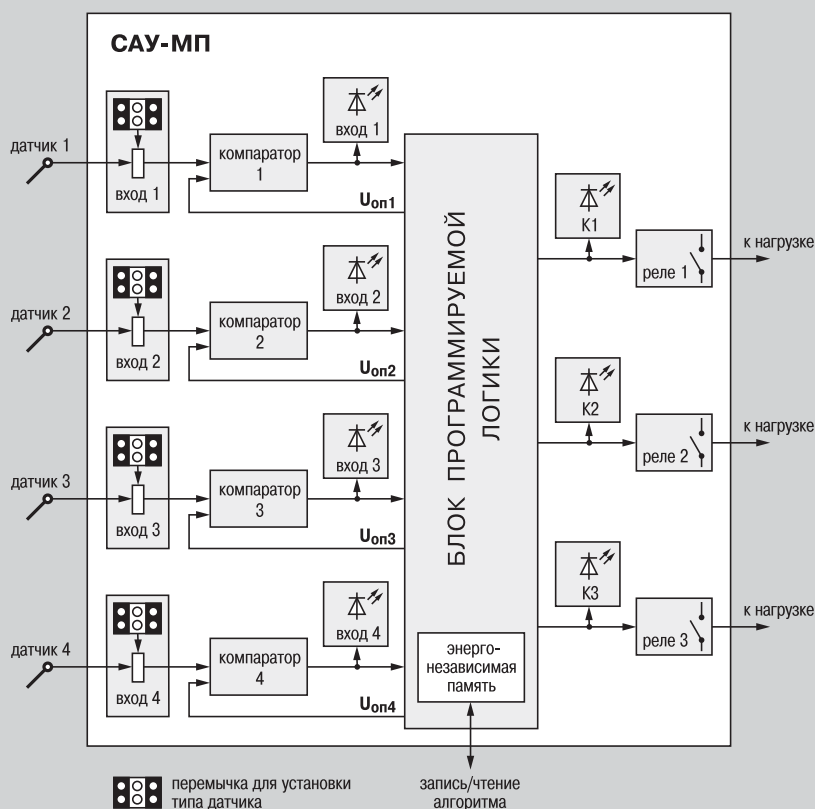 САУ-МП
датчик 1
вход 1
компаратор
1
вход 1
Uоп1
датчик 2
вход 2
компаратор
2
вход 2
Uоп2
датчик 3
вход 3
компаратор
3
вход 3
Uоп3
датчик 4
вход 4
компаратор
4
вход 4
Uоп4
БЛОК ПРОГРАММИРУЕМОЙ
ЛОГИКИ
энерго-
независимая
память
К1
реле 1
к нагрузке
К2
реле 2
к нагрузке
К3
реле 3
к нагрузке
перемычка для установки
типа датчика
запись/чтение
алгоритма